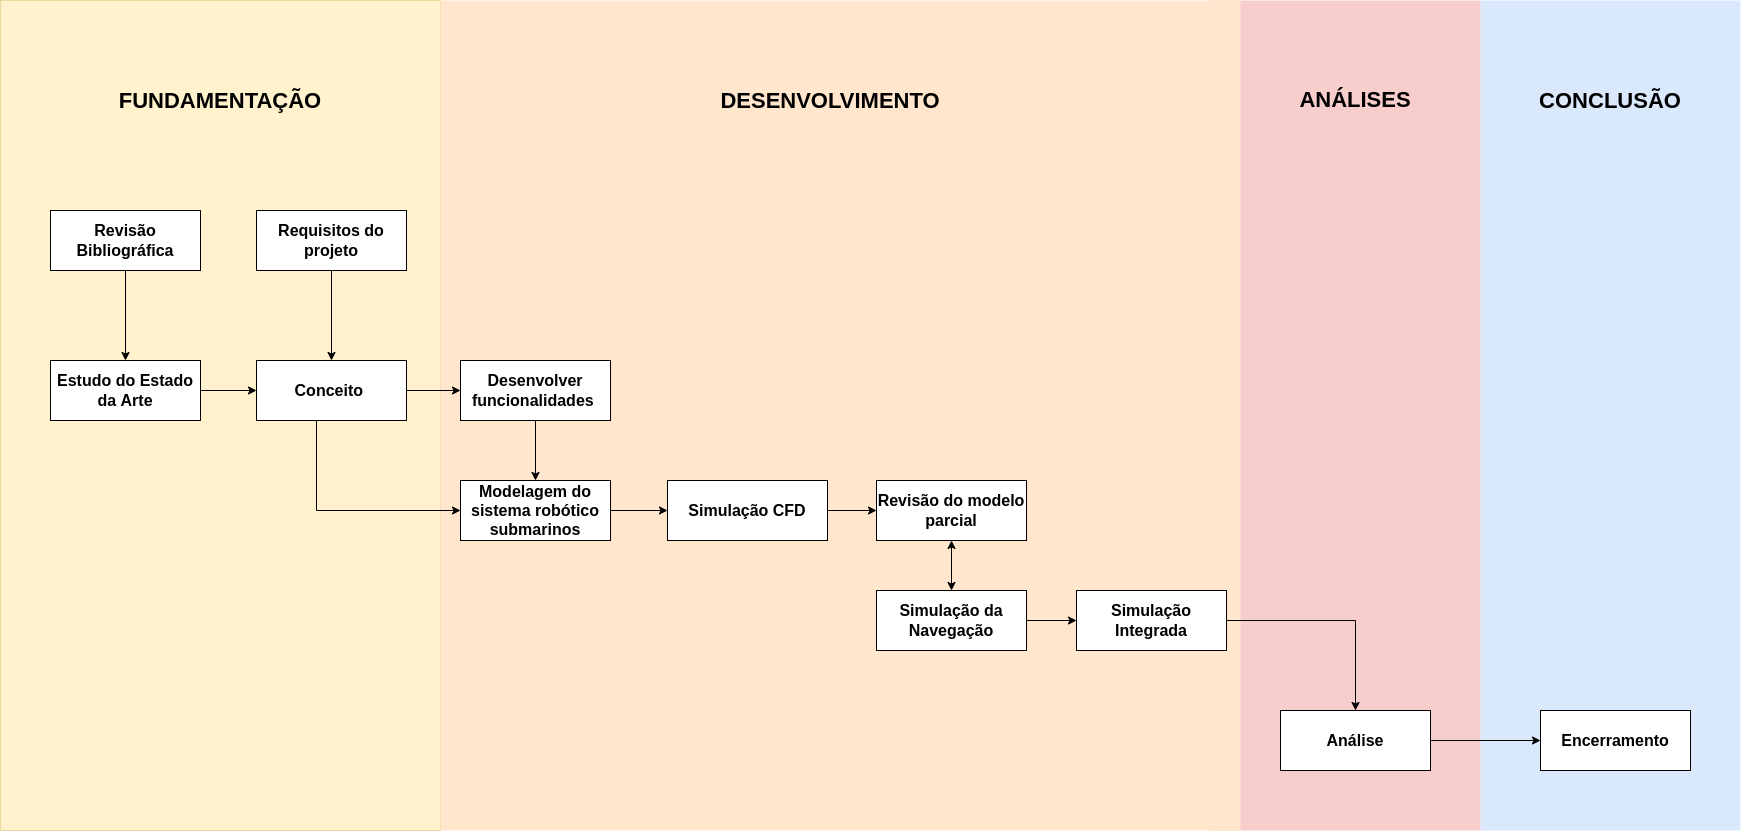 FUNDAMENTAÇÃO
DESENVOLVIMENTO
ANÁLISES
CONCLUSÃO
Revisão
Bibliográfica
Requisitos do
projeto
Estudo do Estado
da Arte
Conceito
Desenvolver
funcionalidades
Modelagem do
sistema robótico
submarinos
Simulação CFD
Revisão do modelo
parcial
Simulação da
Navegação
Simulação
Integrada
Análise
Encerramento